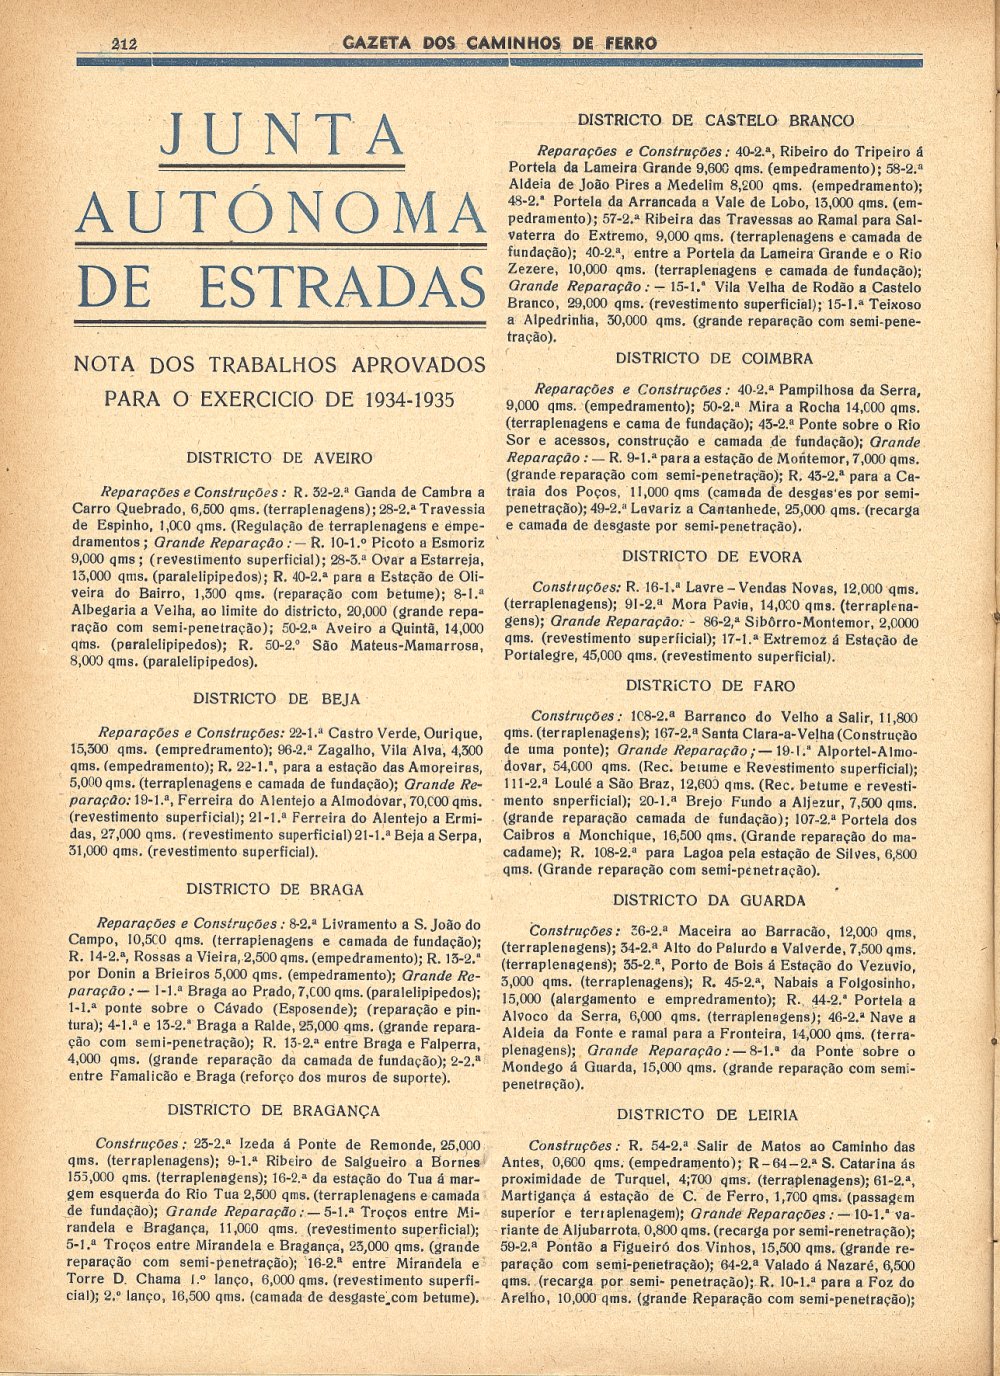 212
GAZETA DOS CAMINHOS DE FERRO
JUNTA
AUTÓNOMA
DE ESTRADAS
NOTA DOS TRABALHOS APROVADOS
PARA O EXERCICIO DE 1934-1935
DISTRICTO DE AVEIRO
Reparações e Construções: R. 32-2.ª Ganda de Cambra a
Carro Quebrado, 6,500 qms. (terraplenagens); 28-2.ª Travessia
de Espinho, 1,000 qms. (Regulação de terraplenagens e empe-
dramentos; Grande Reparação:— R. 10-1.º Picoto a Esmoriz
9,000 qms; (revestimento superficial); 28-3.ª Ovar a Estarreja,
13,000 qms. (paralelipipedos); R. 40-2.ª para a Estação de Oli-
veira do Bairro, 1,300 qms. (reparação com betume); 8-1.ª
Albegaria a Velha, ao limite do districto, 20,000 (grande repa-
ração com semi-penetração); 50-2.ª Aveiro a Quintã, 14,000
qms. (paralelipipedos); R. 50-2.º São Mateus-Mamarrosa,
8,000 qms. (paralelipipedos).
DISTRICTO DE BEJA
Reparações e Construções: 22-1.ª Castro Verde, Ourique,
15,300 qms. (empredramento); 96-2.ª Zagalho, Vila Alva, 4,300
qms. (empedramento); R. 22-1.ª, para a estação das Amoreiras,
5,000 qms. (terraplenagens e camada de fundação); Grande Re-
paração: 19-1.ª, Ferreira do Alentejo a Almodovar, 70,000 qms.
(revestimento superficial); 21-1.ª Ferreira do Alentejo a Ermi-
das, 27,000 qms. (revestimento superficial) 21-1.ª Beja a Serpa,
31,000 qms. (revestimento superficial).
DISTRICTO DE BRAGA
Reparações e Construções: 8-2.ª Livramento a S. João do
Campo, 10,500 qms. (terraplenagens e camada de fundação);
R. 14-2.ª, Rossas a Vieira, 2,500 qms. (empedramento); R. 13-2.ª
por Donin a Brieiros 5,000 qms. (empedramento); Grande Re-
paração:— 1-1.ª Braga ao Prado, 7,000 qms. (paralelipipedos);
1-1.ª ponte sobre o Cávado (Esposende); (reparação e pin-
tura); 4-1.ª e 13-2.ª Braga a Ralde, 25,000 qms. (grande repara-
ção com semi-penetração); R. 13-2.ª entre Braga e Falperra,
4,000 qms. (grande reparação da camada de fundação); 2-2.ª
entre Famalicão e Braga (reforço dos muros de suporte).
DISTRICTO DE BRAGANÇA
Construções: 23-2.ª Izeda á Ponte de Remonde, 25,000
qms. (terraplenagens); 9-1.ª Ribeiro de Salgueiro a Bornes
155,000 qms. (terraplenagens); 16-2.ª da estação do Tua á mar-
gem esquerda do Rio Tua 2,500 qms. (terraplenagens e camada
de fundação); Grande Reparação:— 5-1.ª Troços entre Mi-
randela e Bragança, 11,000 qms. (revestimento superficial);
5-1.ª Troços entre Mirandela e Bragança, 23,000 qms. (grande
reparação com semi-penetração); 16-2.ª entre Mirandela e
Torre D. Chama 1.º lanço, 6,000 qms. (revestimento superfi-
cial); 2.º lanço, 16,500 qms. (camada de desgaste com betume).
DISTRICTO DE CASTELO BRANCO
Reparações e Construções: 40-2.ª, Ribeiro do Tripeiro á
Portela da Lameira Grande 9,600 qms. (empedramento); 58-2.ª
Aldeia de João Pires a Medelim 8,200 qms. (empedramento);
48-2.ª Portela da Arrancada a Vale de Lobo, 13,000 qms. (em-
pedramento); 57-2.ª Ribeira das Travessas ao Ramal para Sal-
vaterra do Extremo, 9,000 qms. (terraplenagens e camada de
fundação); 40-2.ª, entre a Portela da Lameira Grande e o Rio
Zezere, 10,000 qms. (terraplenagens e camada de fundação);
Grande Reparação:— 15-1.ª Vila Velha de Rodão a Castelo
Branco, 29,000 qms. (revestimento superficial); 15-1.ª Teixoso
a Alpedrinha, 30,000 qms. (grande reparação com semi-pene-
tração).
DISTRICTO DE COIMBRA
Reparações e Construções: 40-2.ª Pampilhosa da Serra,
9,000 qms. (empedramento); 50-2.ª Mira a Rocha 14,000 qms.
(terraplenagens e cama de fundação); 43-2.ª Ponte sobre o Rio
Sor e acessos, construção e camada de fundação); Grande
Reparação:— R. 9-1.ª para a estação de Montemor, 7,000 qms.
(grande reparação com semi-penetração); R. 43-2.ª para a Ca-
traia dos Poços, 11,000 qms (camada de desgastes por semi-
penetração); 49-2.ª Lavariz a Cantanhede, 25,000 qms. (recarga
e camada de desgaste por semi-penetração).
DISTRICTO DE EVORA
Construções: R. 16-1.ª Lavre – Vendas Novas, 12,000 qms.
(terraplenagens); 91-2.ª Mora Pavia, 14,000 qms. (terraplena-
gens); Grande Reparação: - 86-2,ª Sibôrro-Montemor, 2,0000
qms. (revestimento superficial); 17-1.ª Extremoz á Estação de
Portalegre, 45,000 qms. (revestimento superficial).
DISTRICTO DE FARO
Construções: 108-2.ª Barranco do Velho a Salir, 11,800
qms. (terraplenagens); 167-2.ª Santa Clara-a-Velha (Construção
de uma ponte); Grande Reparação;— 19-1.ª Alportel-Almo-
dovar, 54,000 qms. (Rec. betume e Revestimento superficial);
111-2.ª Loulé a São Braz, 12,600 qms. (Rec. betume e revesti-
mento snperficial); 20-1.ª Brejo Fundo a Aljezur, 7,500 qms.
(grande reparação camada de fundação); 107-2.ª Portela dos
Caibros a Monchique, 16,500 qms. (Grande reparação do ma-
cadame); R. 108-2.ª para Lagoa pela estação de Silves, 6,800
qms. (Grande reparação com semi-penetração).
DISTRICTO DA GUARDA
Construções: 36-2.ª Maceira ao Barracão, 12,000 qms,
(terraplenagens); 34-2.ª Alto do Palurdo a Valverde, 7,500 qms.
(terraplenagens); 35-2.ª, Porto de Bois á Estação do Vezuvio,
3,000 qms. (terraplenagens); R. 45-2.ª, Nabais a Folgosinho,
15,000 (alargamento e empredramento); R. 44-2.ª Portela a
Alvoco da Serra, 6,000 qms. (terraplenagens); 46-2.ª Nave a
Aldeia da Fonte e ramal para a Fronteira, 14,000 qms. (terra-
plenagens); Grande Reparação:— 8-1.ª da Ponte sobre o
Mondego á Guarda, 15,000 qms. (grande reparação com semi-
penetração).
DISTRICTO DE LEIRIA
Construções: R. 54-2.ª Salir de Matos ao Caminho das
Antes, 0,600 qms. (empedramento); R – 64 – 2.ª S. Catarina ás
proximidade de Turquel, 4;700 qms. (terraplenagens); 61-2.ª,
Martigança á estação de C. de Ferro, 1,700 qms. (passagem
superior e terraplenagem); Grande Reparações:— 10-1.ª va-
riante de Aljubarrota, 0,800 qms. (recarga por semi-renetração);
59-2.ª Pontão a Figueiró dos Vinhos, 15,500 qms. (grande re-
paração com semi-penetração); 64-2.ª Valado á Nazaré, 6,500
qms. (recarga por semi- penetração); R. 10-1.ª para a Foz do
Arelho, 10,000 qms. (grande Reparação com semi-penetração);